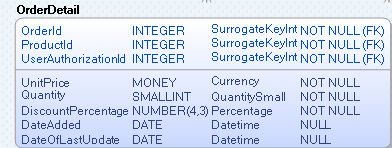 OrderDetail
OrderId INTEGER SurrogateKeyInt NOT NULL (FK)
ProductId INTEGER SurrogateKeyInt NOT NULL (FK)
UserAuthorizationId INTEGER SurrogateKeyInt NOT NULL (FK)
UnitPrice MONEY Currency NOT NULL
Quantity SMALLINT QuantitySmall NOT NULL
DiscountPercentage NUMBER(4,3) Percentage NOT NULL
DateAdded DATE Datetime NULL
DateOfLastUpdate DATE Datetime NULL